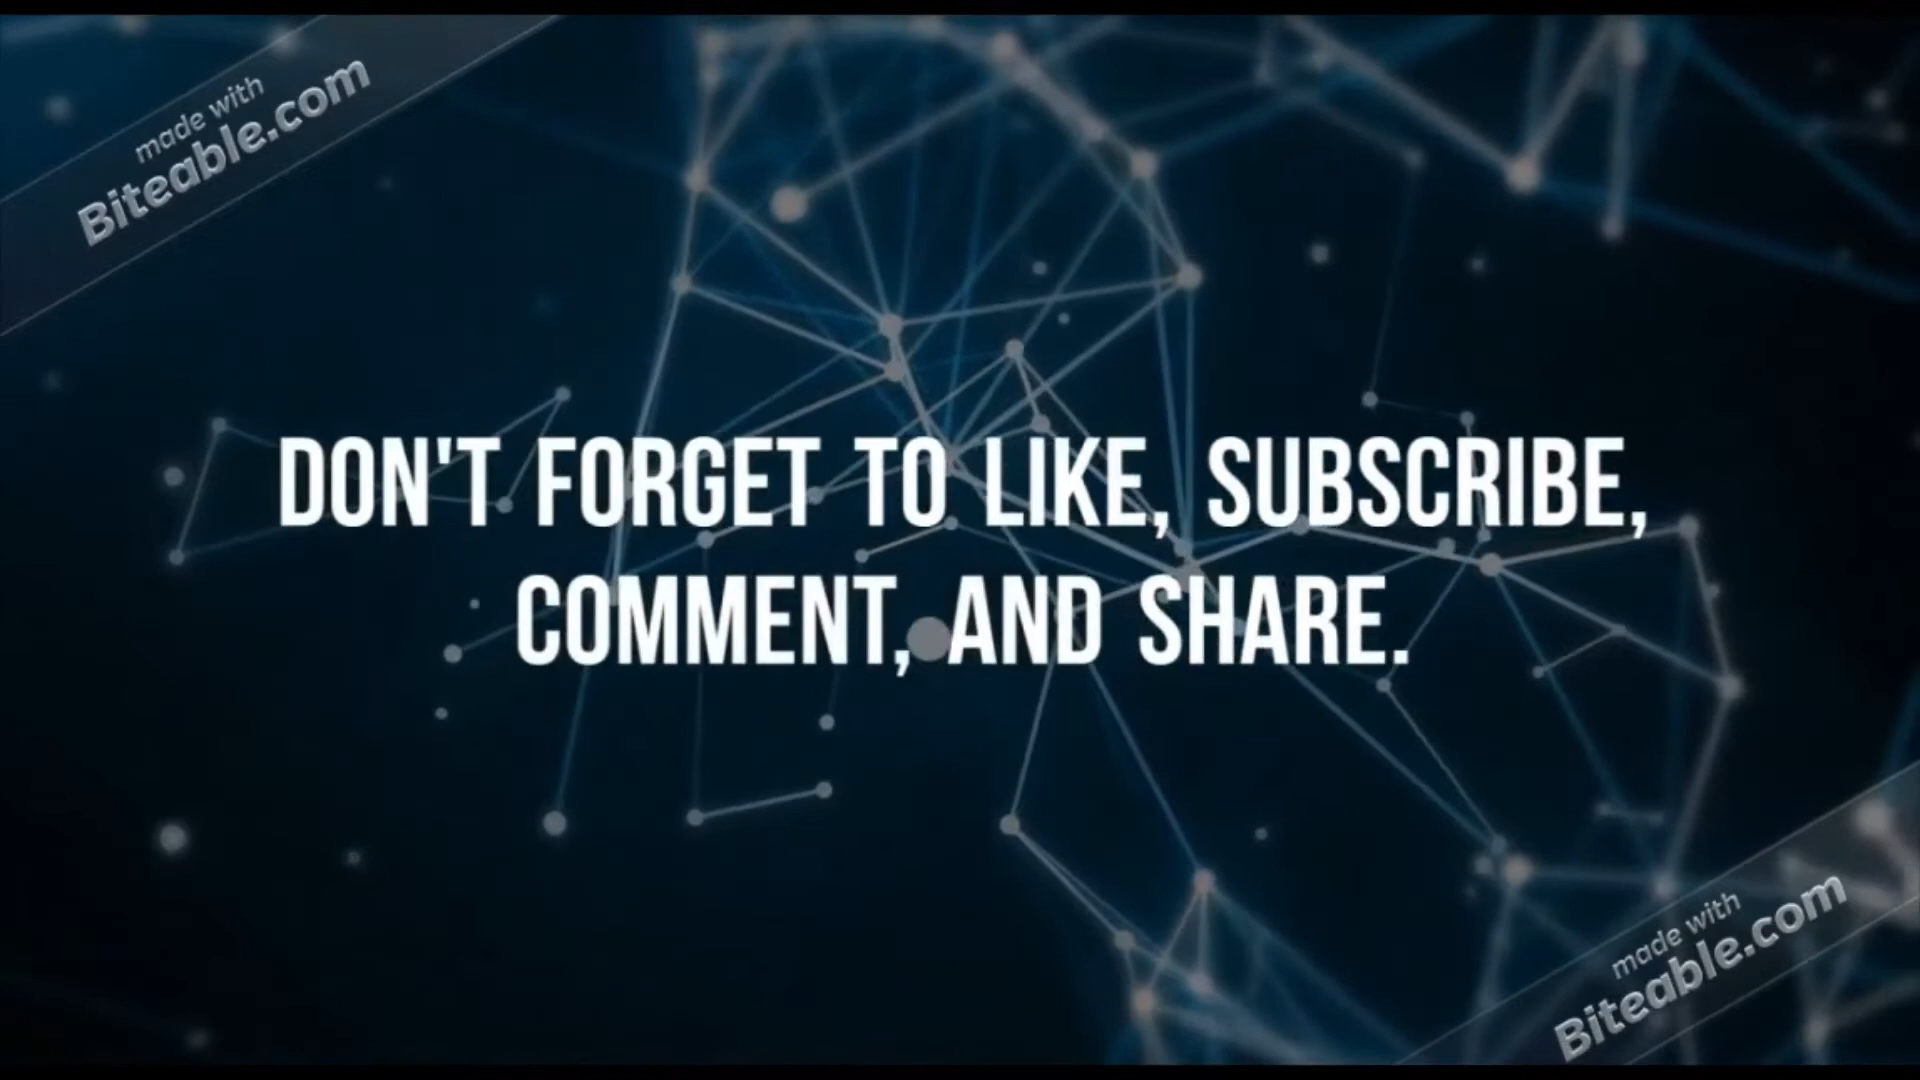 made with
Biteable.com
DON'T FORGET TO LIKE, SUBSCRIBE,
COMMENT, AND SHARE.
made with
Biteable.com